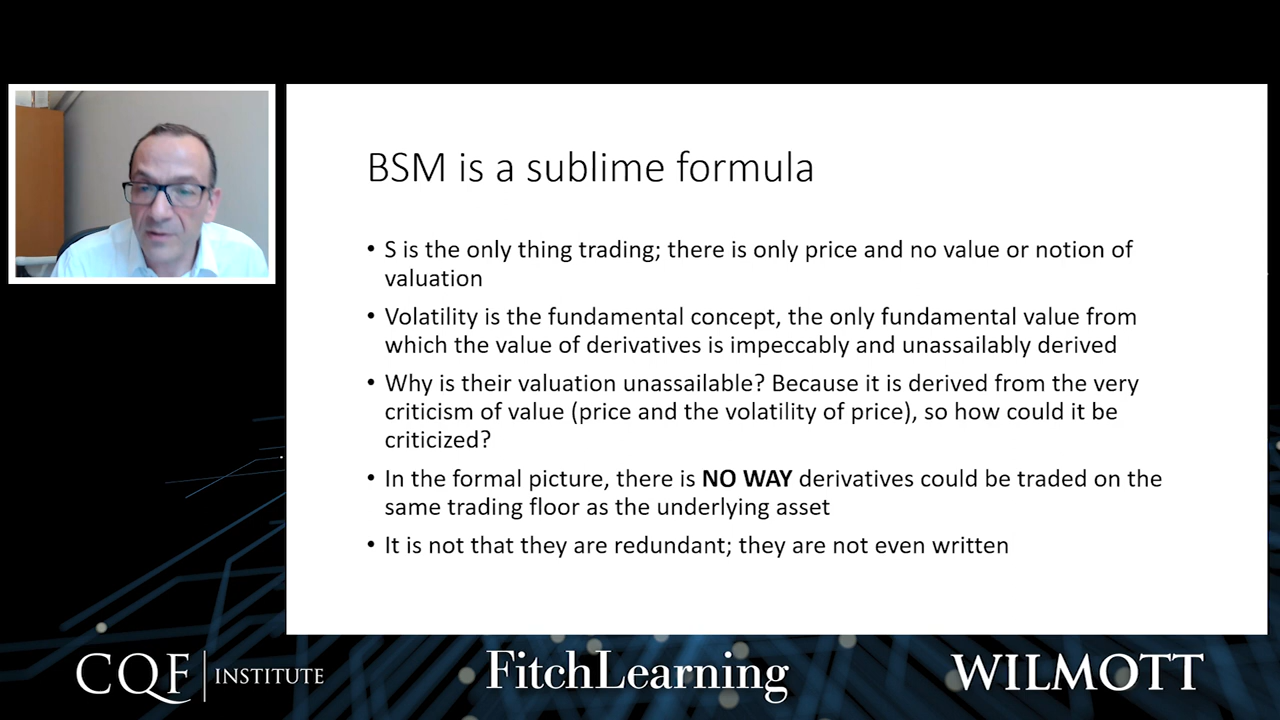 BSM is a sublime formula
• S is the only thing trading; there is only price and no value or notion of
valuation
• Volatility is the fundamental concept, the only fundamental value from
which the value of derivatives is impeccably and unassailably derived
• Why is their valuation unassailable? Because it is derived from the very
criticism of value (price and the volatility of price), so how could it be
criticized?
• In the formal picture, there is NO WAY derivatives could be traded on the
same trading floor as the underlying asset
• It is not that they are redundant; they are not even written
CQF INSTITUTE
FitchLearning
WILMOTT